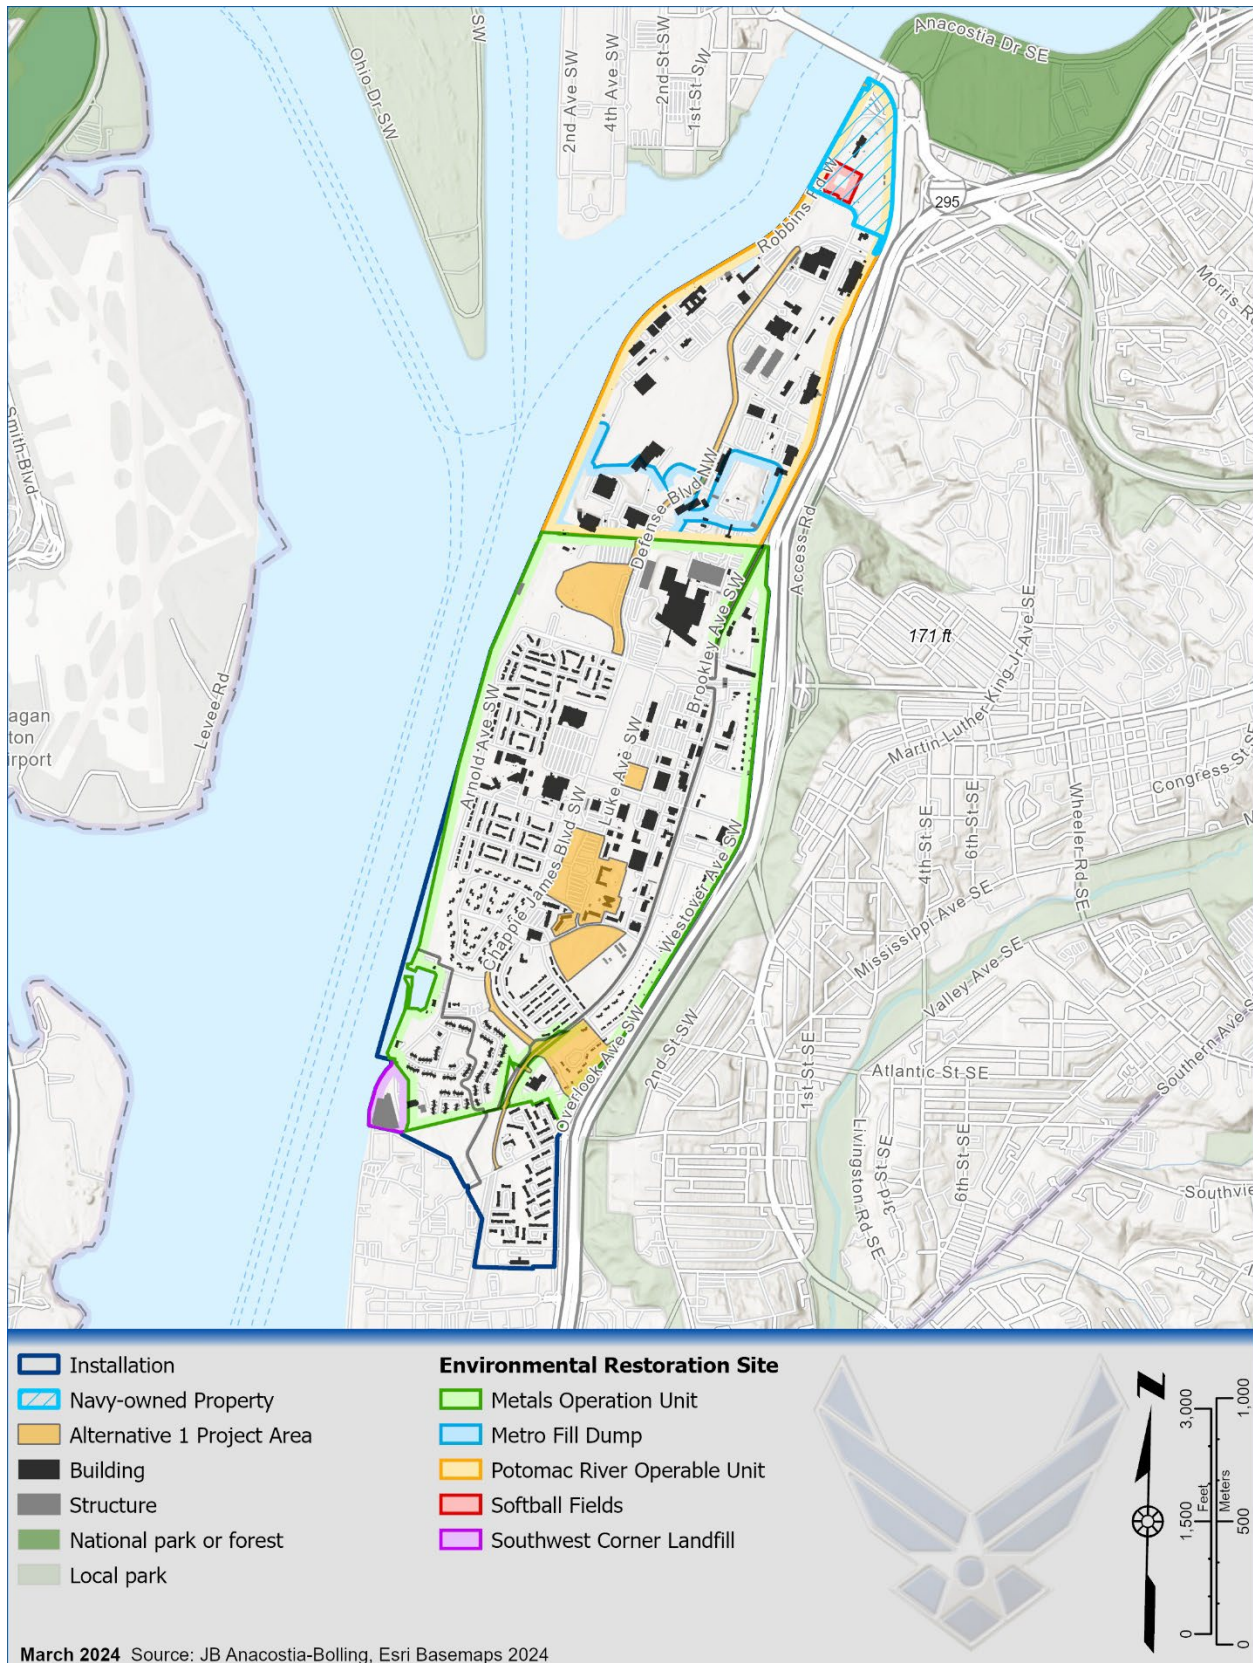 Anacostia Dr SE
SW
Ohio Dr SW
2nd Ave SW
4th Ave SW
2nd St SW
1st St SW
Robbins Rd W
295
Morris Rd
Smith Blvd
Defense Blvd NW
Access Rd
171 ft
Martin Luther King Jr Ave SE
Brookley Ave SW
Levee Rd
agan
ton
irport
Arnold Ave SW
Luke Ave SW
Congress St SE
Wheeler Rd SE
4th St SE
6th St SE
Chappie James Blvd SW
Westover Ave SW
Mississippi Ave SE
Valley Ave SE
Overlook Ave SW
2nd St SW
1st St SE
Atlantic St SE
Southern Ave S
Livingston Rd SE
3rd St SE
6th St SE
Southvie
Installation
Navy-owned Property
Alternative 1 Project Area
Building
Structure
National park or forest
Local park
Environmental Restoration Site
Metals Operation Unit
Metro Fill Dump
Potomac River Operable Unit
Softball Fields
Southwest Corner Landfill
Z
3,000
1,500
0
Feet
Meters
1,000
500
0
March 2024 Source: JB Anacostia-Bolling, Esri Basemaps 2024